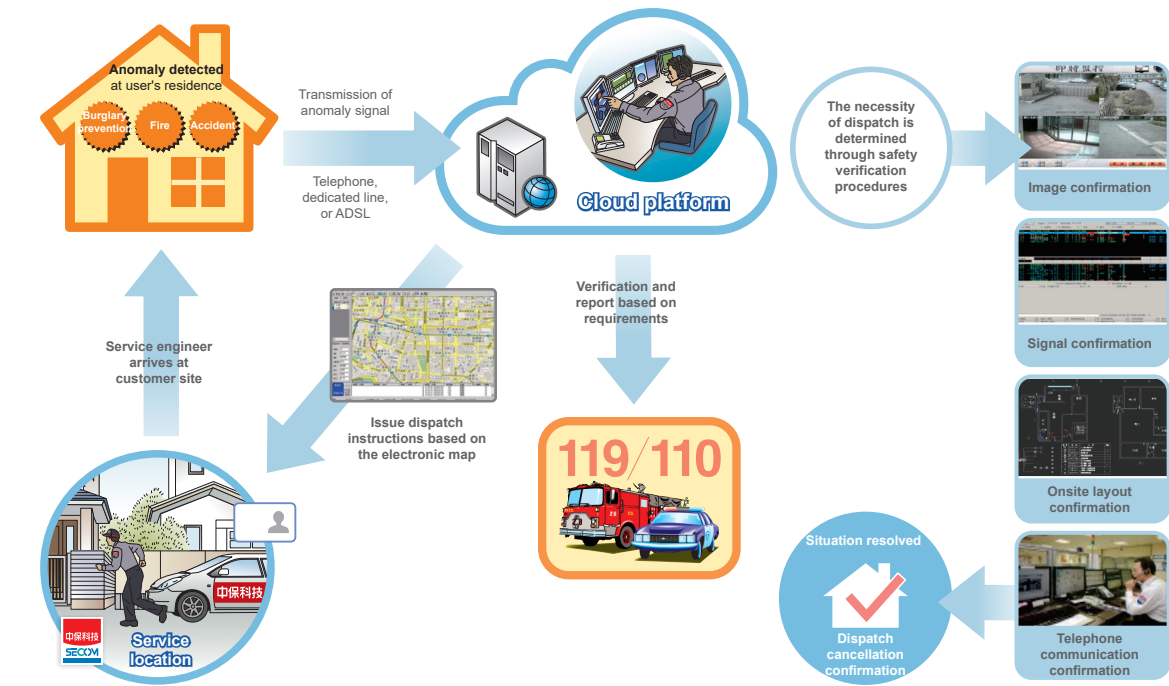 Anomaly detected
at user's residence
Burglary
prevention
Fire
Accident
Transmission of
anomaly signal
Telephone,
dedicated line,
or ADSL
Cloud platform
The necessity
of dispatch is
determined
through safety
verification
procedures
Image confirmation
Signal confirmation
Onsite layout
confirmation
Telephone
communication
confirmation
Situation resolved
Dispatch
cancellation
confirmation
Verification and
report based on
requirements
119/110
Issue dispatch
instructions based on
the electronic map
Service engineer
arrives at
customer site
中保科技
中保科技
SECOM
Service
location